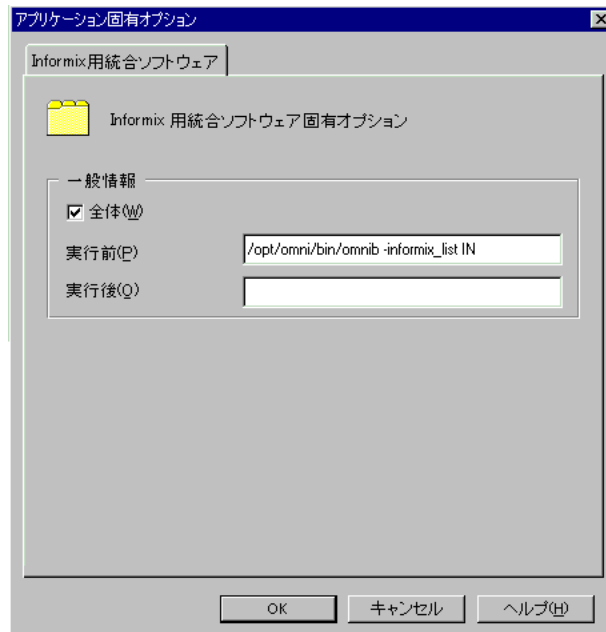 アプリケーション固有オプション
Informix用統合ソフトウェア
Informix 用統合ソフトウェア固有オプション
一般情報
全体(W)
実行前(P) /opt/omni/bin/omnib -informix_list IN
実行後(O)
OK キャンセル ヘルプ(H)